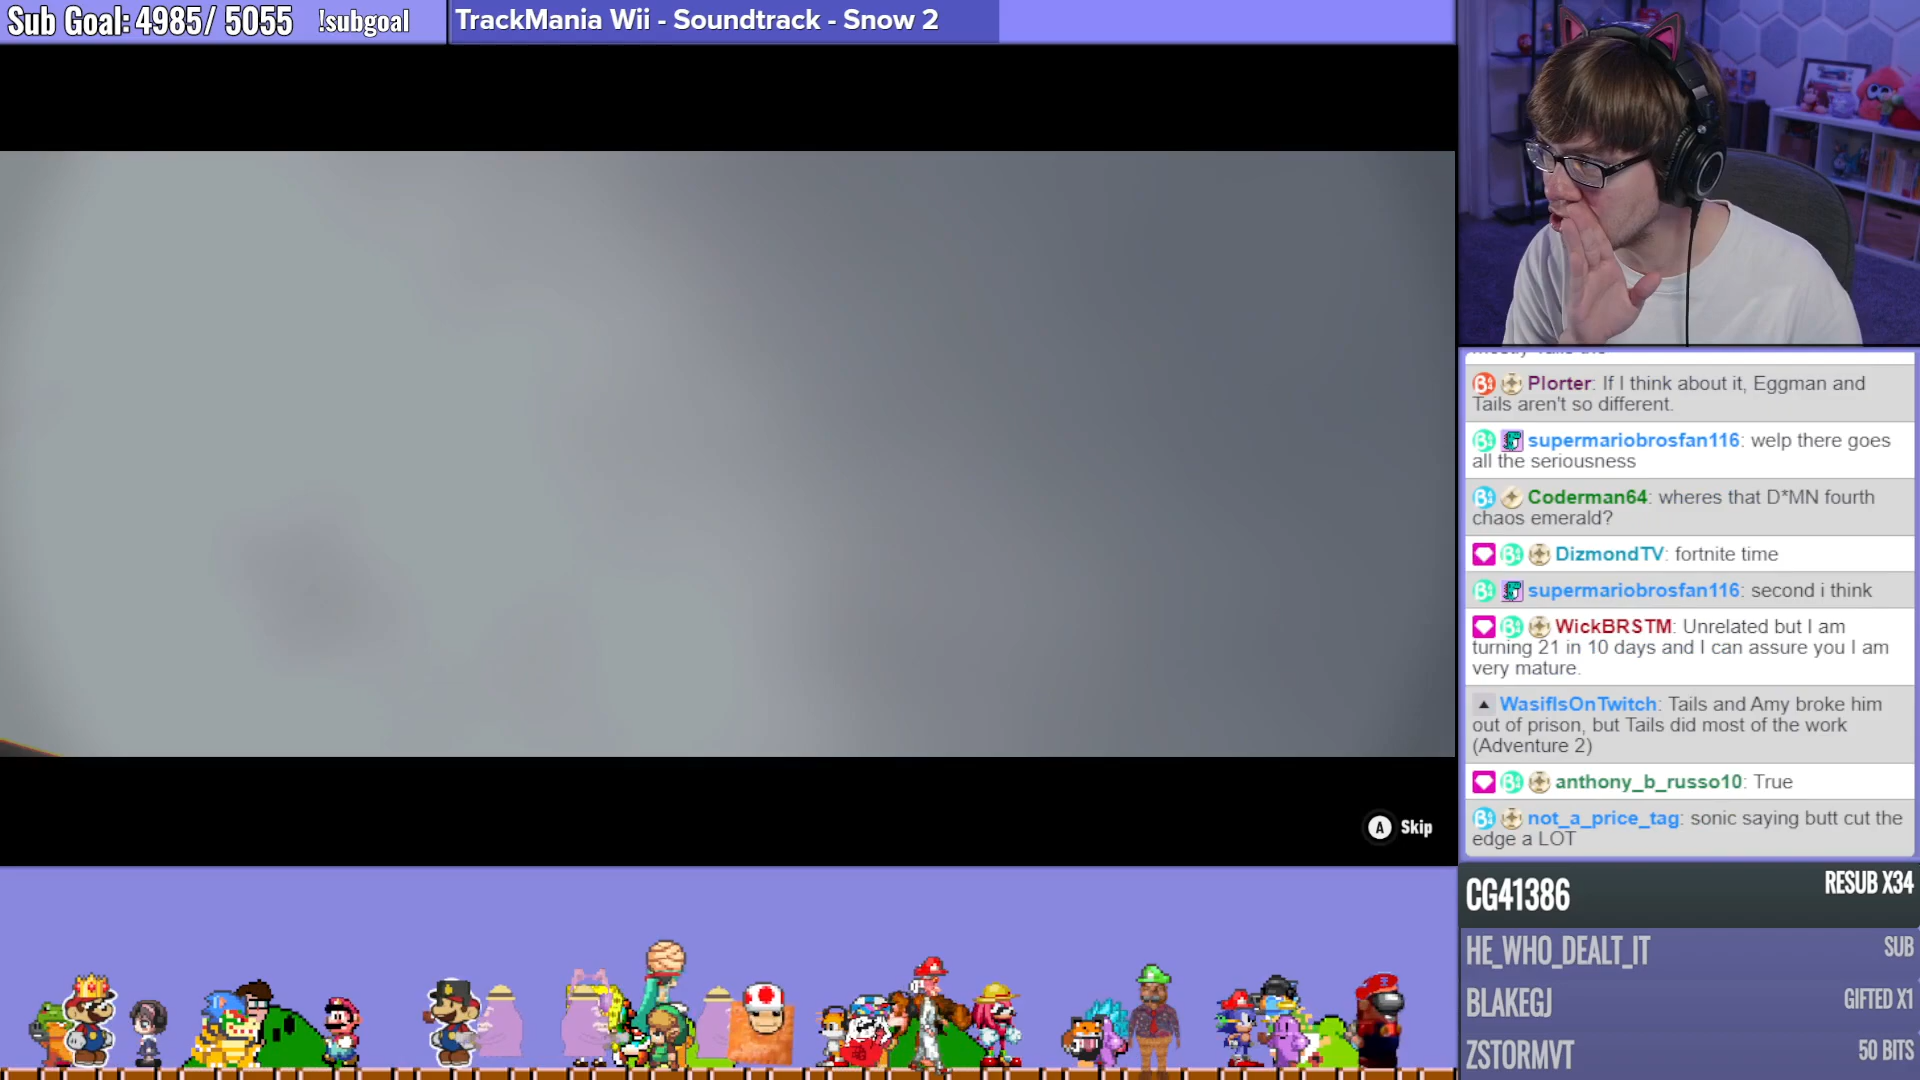 Sub Goal: 4985/ 5055 !subgoal
TrackMania Wii - Soundtrack - Snow 2
Plorter: If I think about it, Eggman and
Tails aren't so different.
supermariobrosfan116: welp there goes
all the seriousness
Coderman64: wheres that D*MN fourth
chaos emerald?
DizmondTV: fortnite time
supermariobrosfan116: second i think
WickBRSTM: Unrelated but I am
turning 21 in 10 days and I can assure you I am
very mature.
WasifIsOnTwitch: Tails and Amy broke him
out of prison, but Tails did most of the work
(Adventure 2)
anthony_b_russo10: True
not_a_price_tag: sonic saying butt cut the
edge a LOT
A Skip
CG41386 RESUB X34
HE_WHO_DEALT_IT SUB
BLAKEGJ GIFTED X1
ZSTORMVT 50 BITS